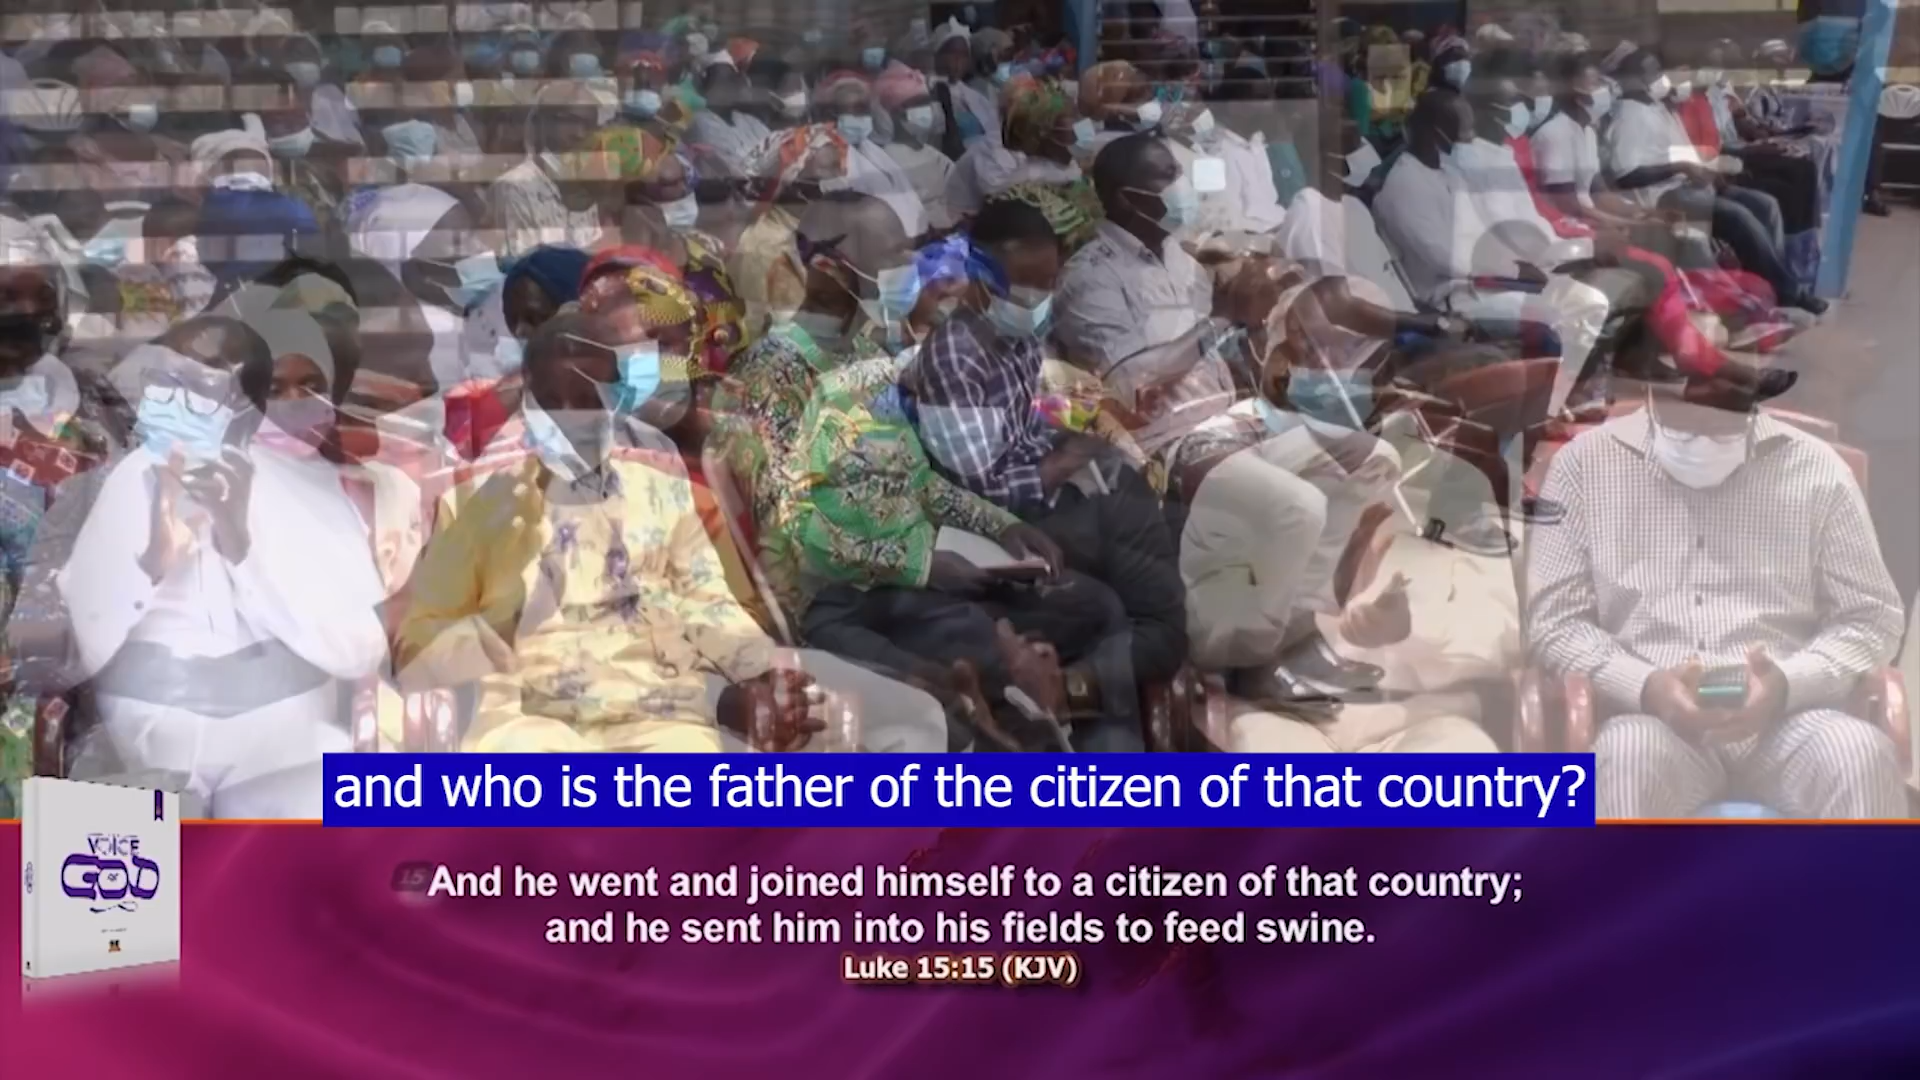 and who is the father of the citizen of that country?
VOICE
OF
GOD
15 And he went and joined himself to a citizen of that country;
and he sent him into his fields to feed swine.
Luke 15:15 (KJV)